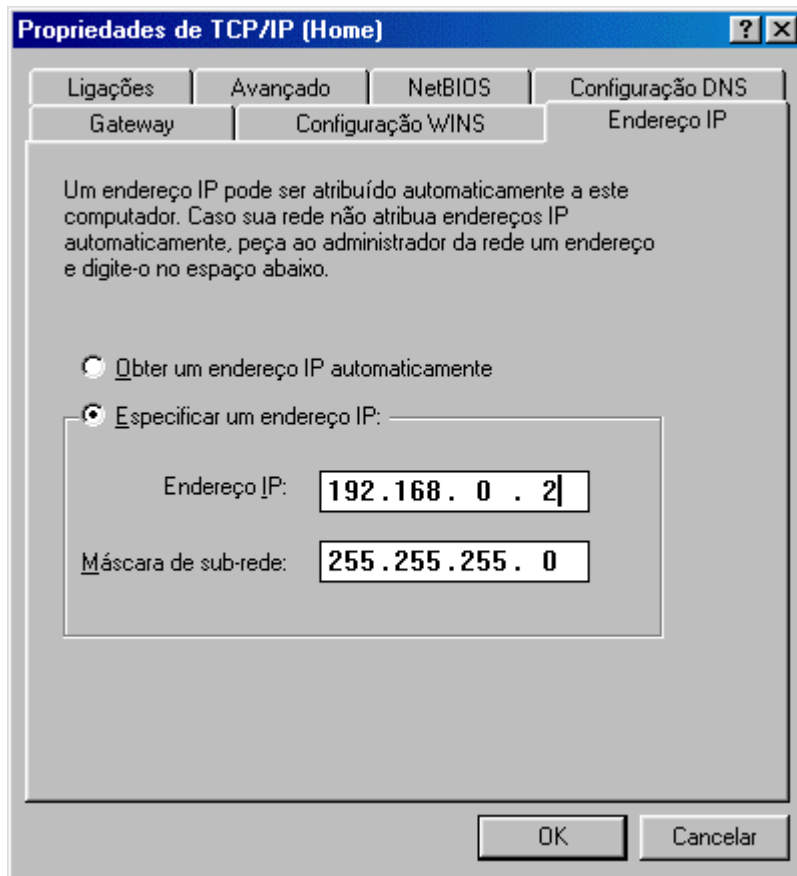 Propriedades de TCP/IP (Home)
Ligações Avançado NetBIOS Configuração DNS
Gateway Configuração WINS Endereço IP
Um endereço IP pode ser atribuído automaticamente a este
computador. Caso sua rede não atribua endereços IP
automaticamente, peça ao administrador da rede um endereço
e digite-o no espaço abaixo.
Obter um endereço IP automaticamente
Especificar um endereço IP:
Endereço IP: 192.168. 0 . 2
Máscara de sub-rede: 255.255.255. 0
OK Cancelar